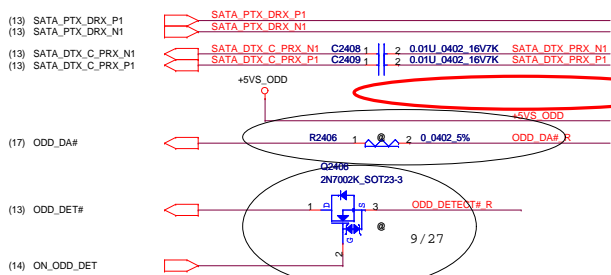 (13) SATA_PTX_DRX_P1 SATA_PTX_DRX_P1
(13) SATA_PTX_DRX_N1 SATA_PTX_DRX_N1
(13) SATA_DTX_C_PRX_N1 SATA_DTX_C_PRX_N1 C2408 1 2 0.01U_0402_16V7K SATA_DTX_PRX_N1
(13) SATA_DTX_C_PRX_P1 SATA_DTX_C_PRX_P1 C2409 1 2 0.01U_0402_16V7K SATA_DTX_PRX_P1
+5VS_ODD
+5VS_ODD
(17) ODD_DA# R2406 1 @ 2 0_0402_5% ODD_DA#_R
Q2408
2N7002K_SOT23-3
(13) ODD_DET# 1 D S 3 ODD_DETECT#_R
G @ 9/27
2
(14) ON_ODD_DET